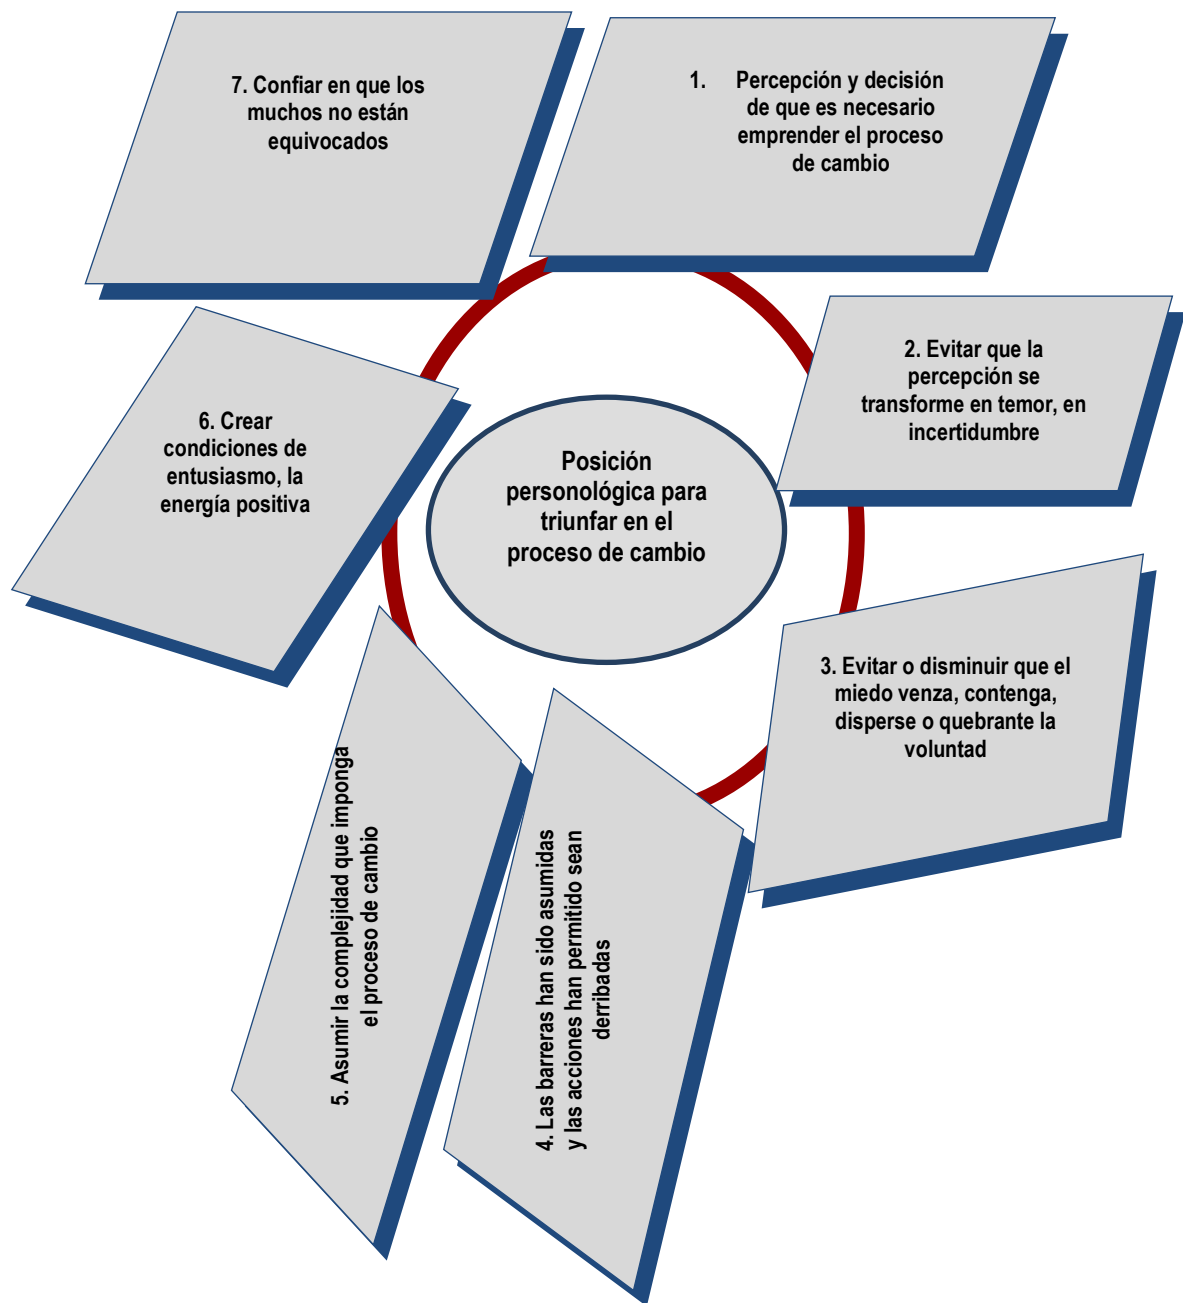 1. Percepción y decisión
de que es necesario
emprender el proceso
de cambio
2. Evitar que la
percepción se
transforme en temor, en
incertidumbre
3. Evitar o disminuir que el
miedo venza, contenga,
disperse o quebrante la
voluntad
4. Las barreras han sido asumidas
y las acciones han permitido sean
derribadas
5. Asumir la complejidad que imponga
el proceso de cambio
6. Crear
condiciones de
entusiasmo, la
energía positiva
7. Confiar en que los
muchos no están
equivocados
Posición
personológica para
triunfar en el
proceso de cambio